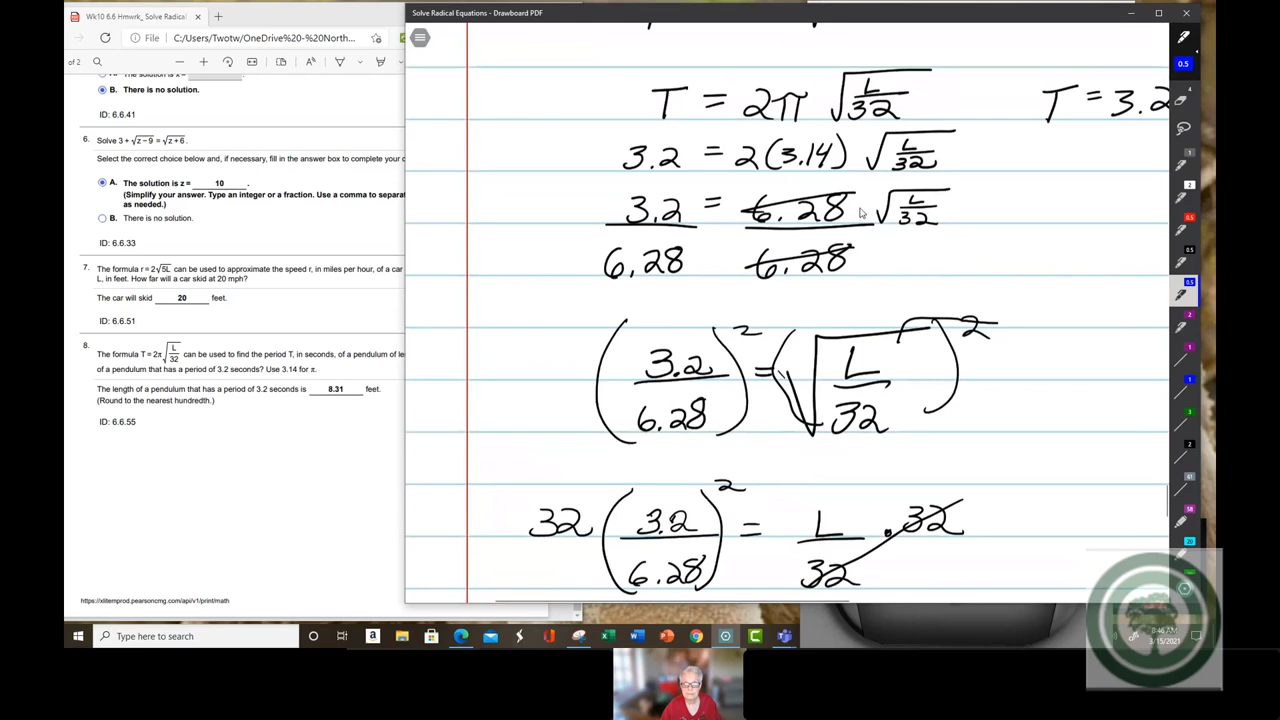 Wk10 6.6 Hmwrk_ Solve Radical
File C:/Users/Twotw/OneDrive%20-%20North...
of 2
B. There is no solution.
ID: 6.6.41
6. Solve 3 + √z − 9 = √z + 6.
Select the correct choice below and, if necessary, fill in the answer box to complete your c
A. The solution is z = 10 .
(Simplify your answer. Type an integer or a fraction. Use a comma to separat
as needed.)
B. There is no solution.
ID: 6.6.33
7. The formula r = 2√5L can be used to approximate the speed r, in miles per hour, of a car
L, in feet. How far will a car skid at 20 mph?
The car will skid 20 feet.
ID: 6.6.51
8. The formula T = 2π √L/32 can be used to find the period T, in seconds, of a pendulum of le
of a pendulum that has a period of 3.2 seconds? Use 3.14 for π.
The length of a pendulum that has a period of 3.2 seconds is 8.31 feet.
(Round to the nearest hundredth.)
ID: 6.6.55
https://xlitemprod.pearsoncmg.com/api/v1/print/math
Solve Radical Equations - Drawboard PDF
T = 2π √L/32 T = 3.2
3.2 = 2(3.14) √L/32
3.2 = 6.28 √L/32
6.28 6.28
(3.2/6.28)² = (√L/32)²
32 (3.2/6.28)² = L/32 · 32
0.5
Type here to search
8:46 AM
3/15/2021